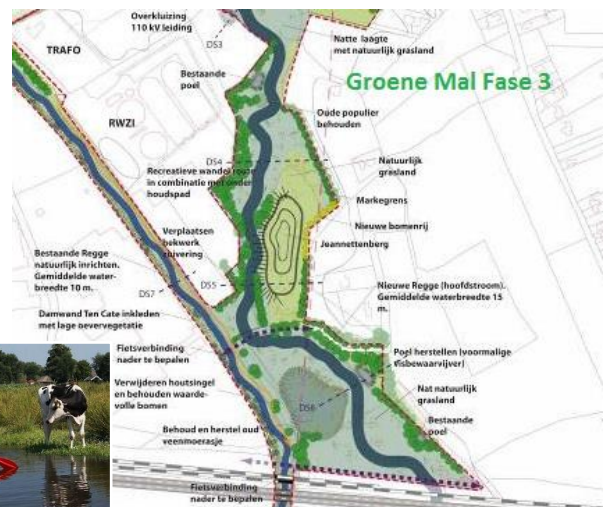 Overkluizing
110 kV leiding
TRAFO
DS3
Natte laagte
met natuurlijk grasland
Bestaande
poel
Groene Mal Fase 3
RWZI
Oude populier
behouden
DS4
Recreatieve wandelroute
in combinatie met onder
houdspad
Natuurlijk
grasland
Markegrens
Nieuwe bomenrij
Jeannettenberg
Verplaatsen
hekwerk
zuivering
Bestaande Regge
natuurlijk inrichten.
Gemiddelde water-
breedte 10 m.
DS7
DS5
Nieuwe Regge (hoofdstroom).
Gemiddelde waterbreedte 15
m.
Damwand Ten Cate inkleden
met lage oevervegetatie
Fietsverbinding
nader te bepalen
Poel herstellen (voormalige
visbewaarvijver)
Verwijderen houtsingel
en behouden waarde-
volle bomen
DS6
Nat natuurlijk
grasland
Behoud en herstel oud
veenmoerasje
Bestaande
poel
Fietsverbinding
nader te bepalen